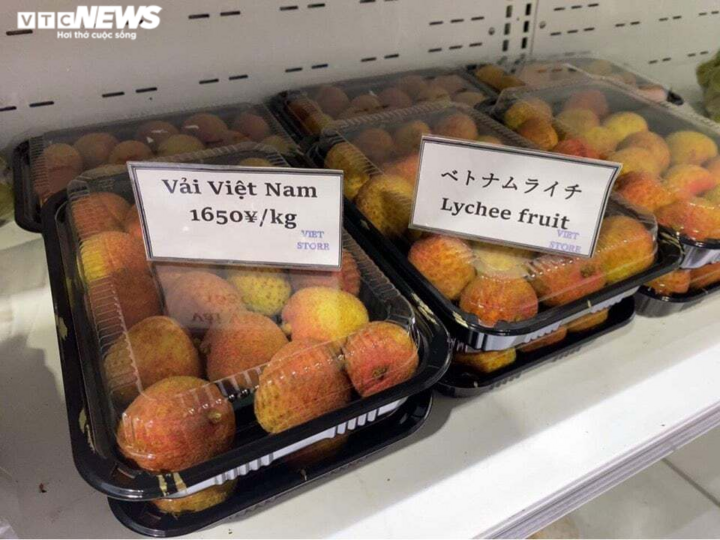 VTC NEWS
Hơi thở cuộc sống
Vải Việt Nam
1650¥/kg
VIET
STORE
ベトナムライチ
Lychee fruit
VIET
STORE